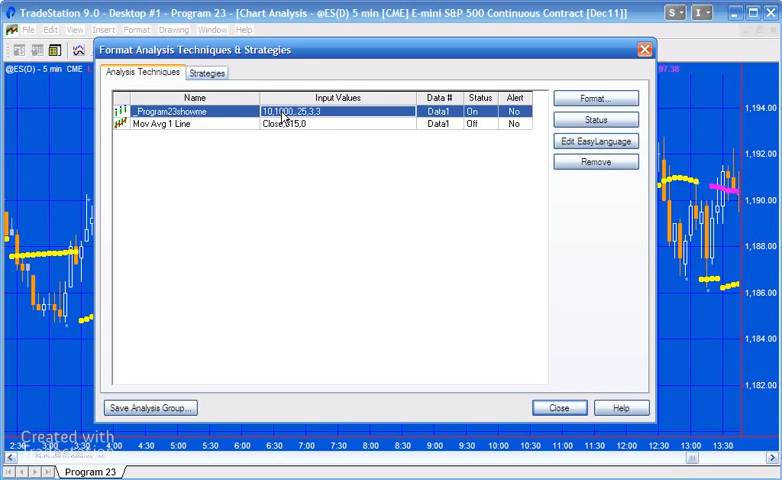 TradeStation 9.0 - Desktop #1 - Program 23 - [Chart Analysis - @ES(D) 5 min [CME] E-mini S&P 500 Continuous Contract [Dec11]]
File Edit View Insert Format Drawing Window Help
@ES(D) - 5 min CME
97.38
Format Analysis Techniques & Strategies
Analysis Techniques Strategies
Name Input Values Data # Status Alert
_Program23showme 10,1000,.25,3,3 Data1 On No
Mov Avg 1 Line Data1 Off No
Format...
Status
Edit EasyLanguage
Remove
Save Analysis Group... Close Help
1,194.00
1,192.00
1,190.00
1,188.00
1,186.00
1,184.00
1,182.00
Created with
2:30 3:30 4:00 4:30 5:00 5:30 6:00 6:30 7:00 7:30 8:00 8:30 9:00 9:30 10:00 10:30 11:00 11:30 12:00 12:30 13:00 13:30
Program 23